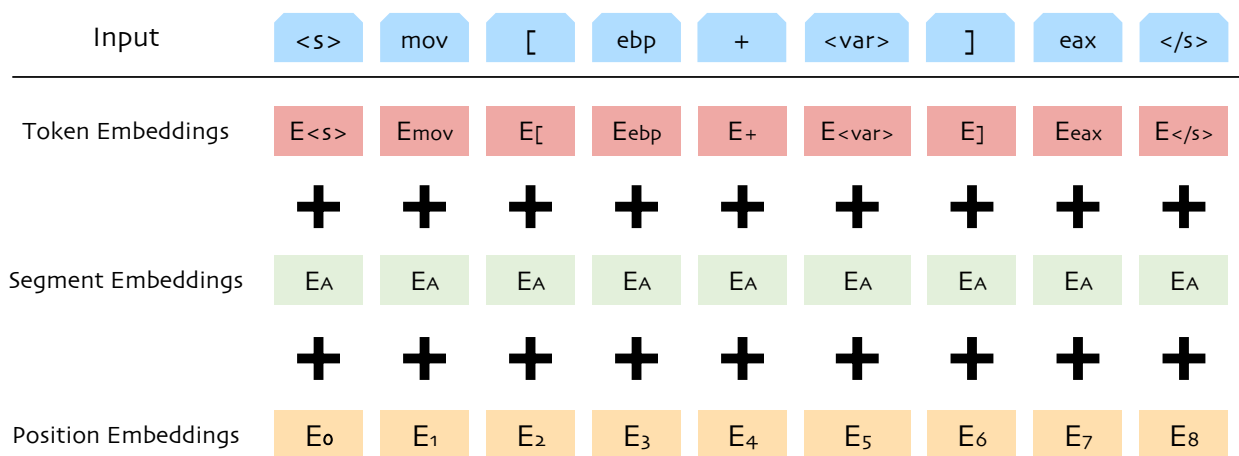 Input <s> mov [ ebp + <var> ] eax </s>
Token Embeddings E<s> Emov E[ Eebp E+ E<var> E] Eeax E</s>
+ + + + + + + + +
Segment Embeddings EA EA EA EA EA EA EA EA EA
+ + + + + + + + +
Position Embeddings E0 E1 E2 E3 E4 E5 E6 E7 E8